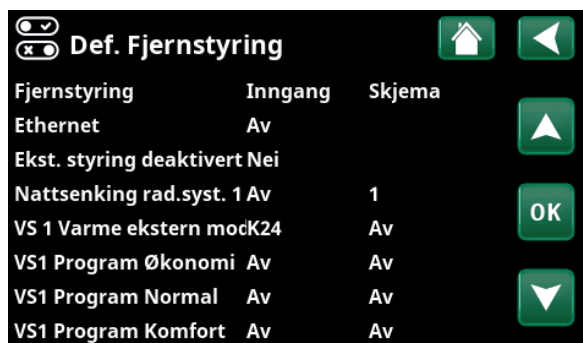 Def. Fjernstyring
Fjernstyring Inngang Skjema
Ethernet Av
Ekst. styring deaktivert Nei
Nattsenking rad.syst. 1 Av 1
VS 1 Varme ekstern mod K24 Av
VS1 Program Økonomi Av Av
VS1 Program Normal Av Av
VS1 Program Komfort Av Av
OK